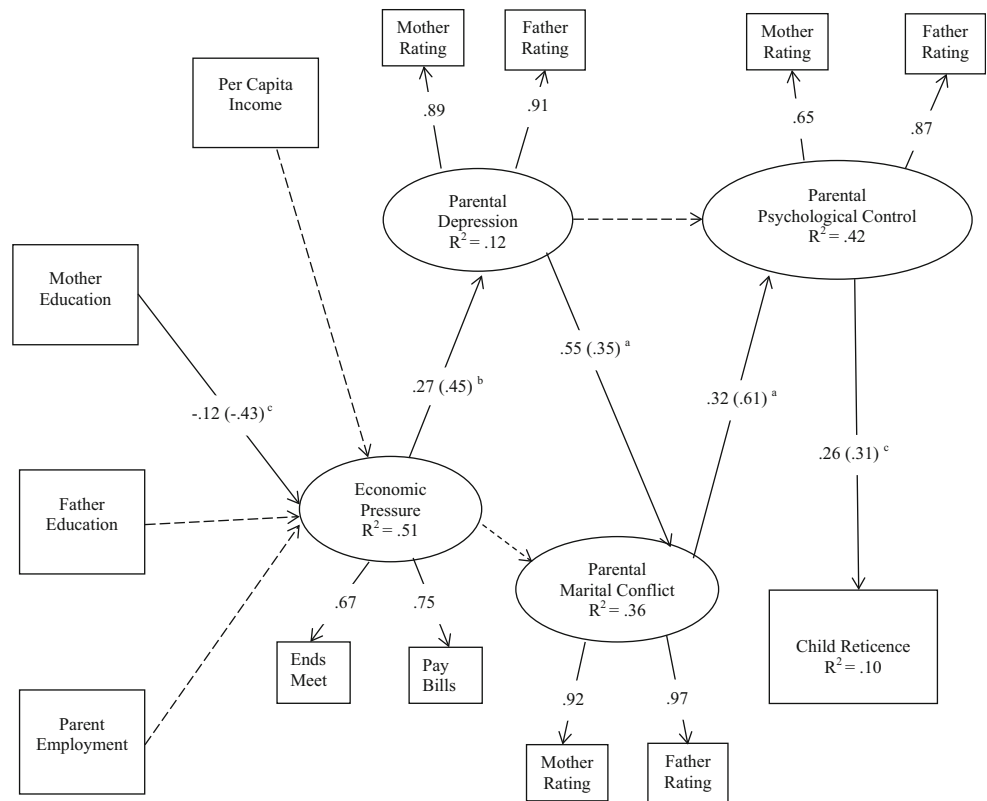 Mother
Rating
Father
Rating
Mother
Rating
Father
Rating
Per Capita
Income
.89
.91
.65
.87
Parental
Depression
R² = .12
Parental
Psychological Control
R² = .42
Mother
Education
.55 (.35) ᵃ
.27 (.45) ᵇ
.32 (.61) ᵃ
-.12 (-.43) ᶜ
.26 (.31) ᶜ
Father
Education
Economic
Pressure
R² = .51
Parental
Marital Conflict
R² = .36
.67
.75
Ends
Meet
Pay
Bills
Child Reticence
R² = .10
Parent
Employment
.92
.97
Mother
Rating
Father
Rating